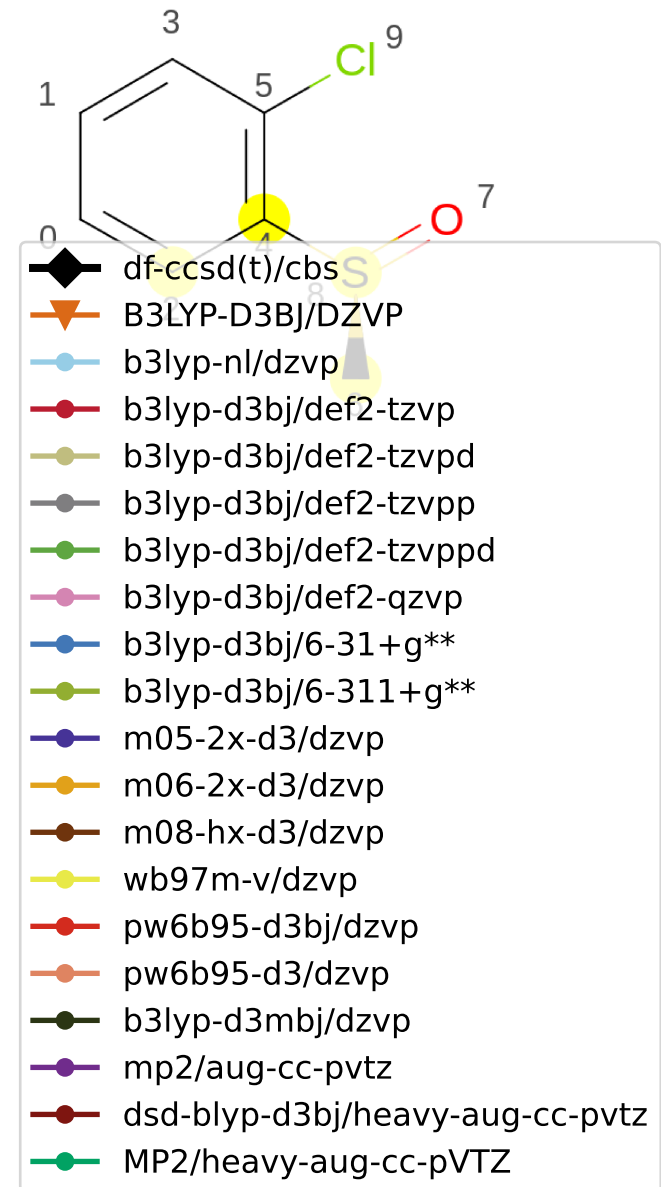 3
Cl 9
5
1
7
O
0
4
S
8
2
6
df-ccsd(t)/cbs
B3LYP-D3BJ/DZVP
b3lyp-nl/dzvp
b3lyp-d3bj/def2-tzvp
b3lyp-d3bj/def2-tzvpd
b3lyp-d3bj/def2-tzvpp
b3lyp-d3bj/def2-tzvppd
b3lyp-d3bj/def2-qzvp
b3lyp-d3bj/6-31+g**
b3lyp-d3bj/6-311+g**
m05-2x-d3/dzvp
m06-2x-d3/dzvp
m08-hx-d3/dzvp
wb97m-v/dzvp
pw6b95-d3bj/dzvp
pw6b95-d3/dzvp
b3lyp-d3mbj/dzvp
mp2/aug-cc-pvtz
dsd-blyp-d3bj/heavy-aug-cc-pvtz
MP2/heavy-aug-cc-pVTZ